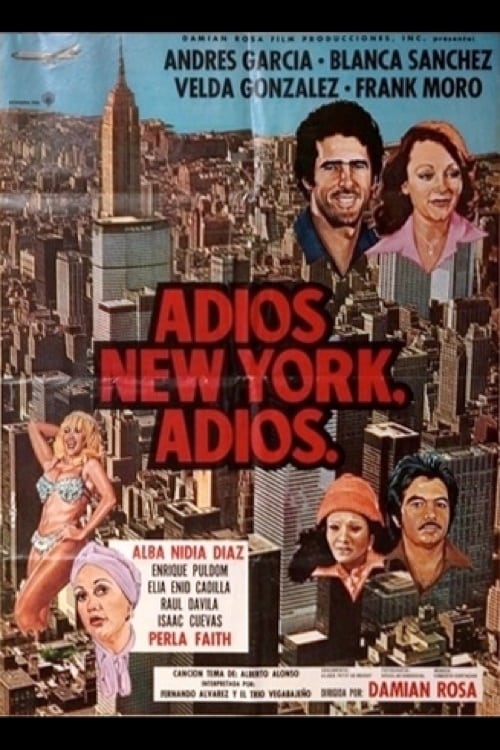 DAMIAN ROSA FILM PRODUCCIONES, INC. presenta:
ANDRES GARCIA · BLANCA SANCHEZ
VELDA GONZALEZ · FRANK MORO
ADIOS
NEW YORK.
ADIOS.
ALBA NIDIA DIAZ
ENRIQUE PULDOM
ELIA ENID CADILLA
RAUL DAVILA
ISAAC CUEVAS
PERLA FAITH
CANCION TEMA DE: ALBERTO ALONSO
INTERPRETADA POR:
FERNANDO ALVAREZ Y EL TRIO VEGABAJEÑO
DIRIGIDA POR: DAMIAN ROSA